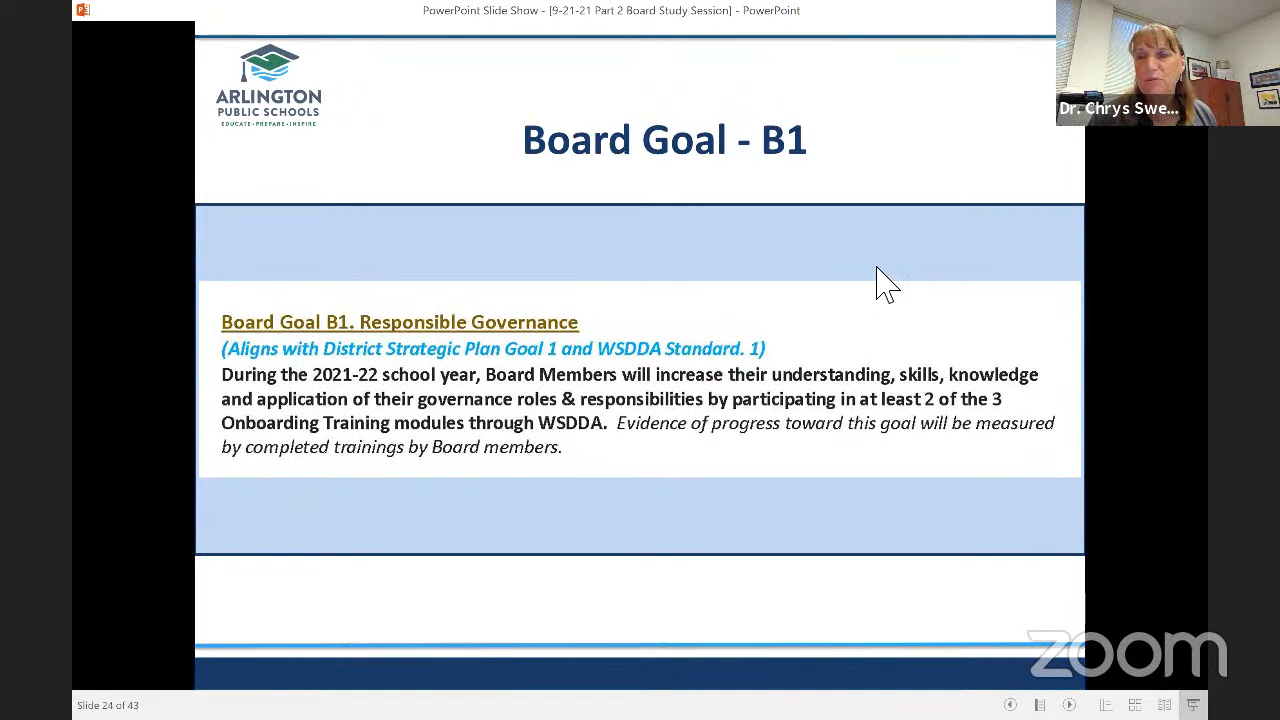 PowerPoint Slide Show - [9-21-21 Part 2 Board Study Session] - PowerPoint
ARLINGTON
PUBLIC SCHOOLS
EDUCATE • PREPARE • INSPIRE
Dr. Chrys Swe...
Board Goal - B1
Board Goal B1. Responsible Governance
(Aligns with District Strategic Plan Goal 1 and WSDDA Standard. 1)
During the 2021-22 school year, Board Members will increase their understanding, skills, knowledge
and application of their governance roles & responsibilities by participating in at least 2 of the 3
Onboarding Training modules through WSDDA. Evidence of progress toward this goal will be measured
by completed trainings by Board members.
zoom
Slide 24 of 43